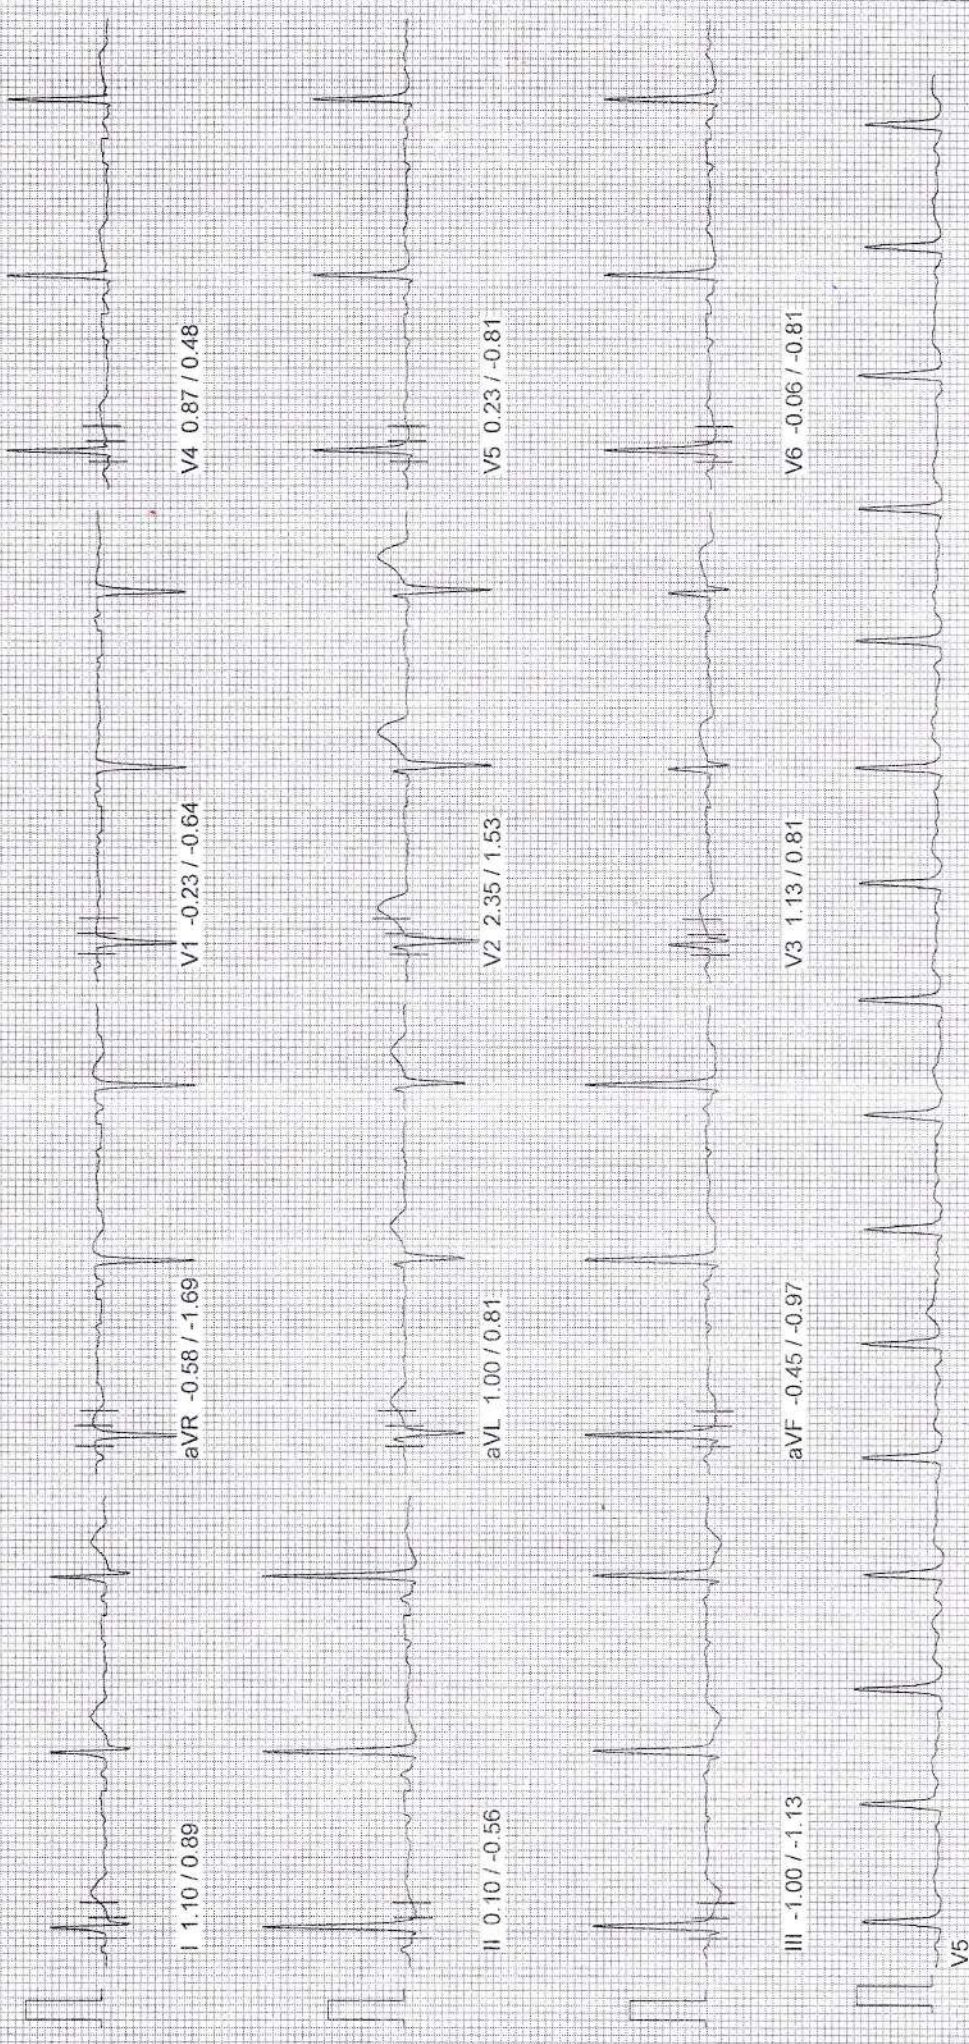 I 1.10 / 0.89
aVR -0.58 / -1.69
V1 -0.23 / -0.64
V4 0.87 / 0.48
II 0.10 / -0.56
aVL 1.00 / 0.81
V2 2.35 / 1.53
V5 0.23 / -0.81
III -1.00 / -1.13
aVF -0.45 / -0.97
V3 1.13 / 0.81
V6 -0.06 / -0.81
V5